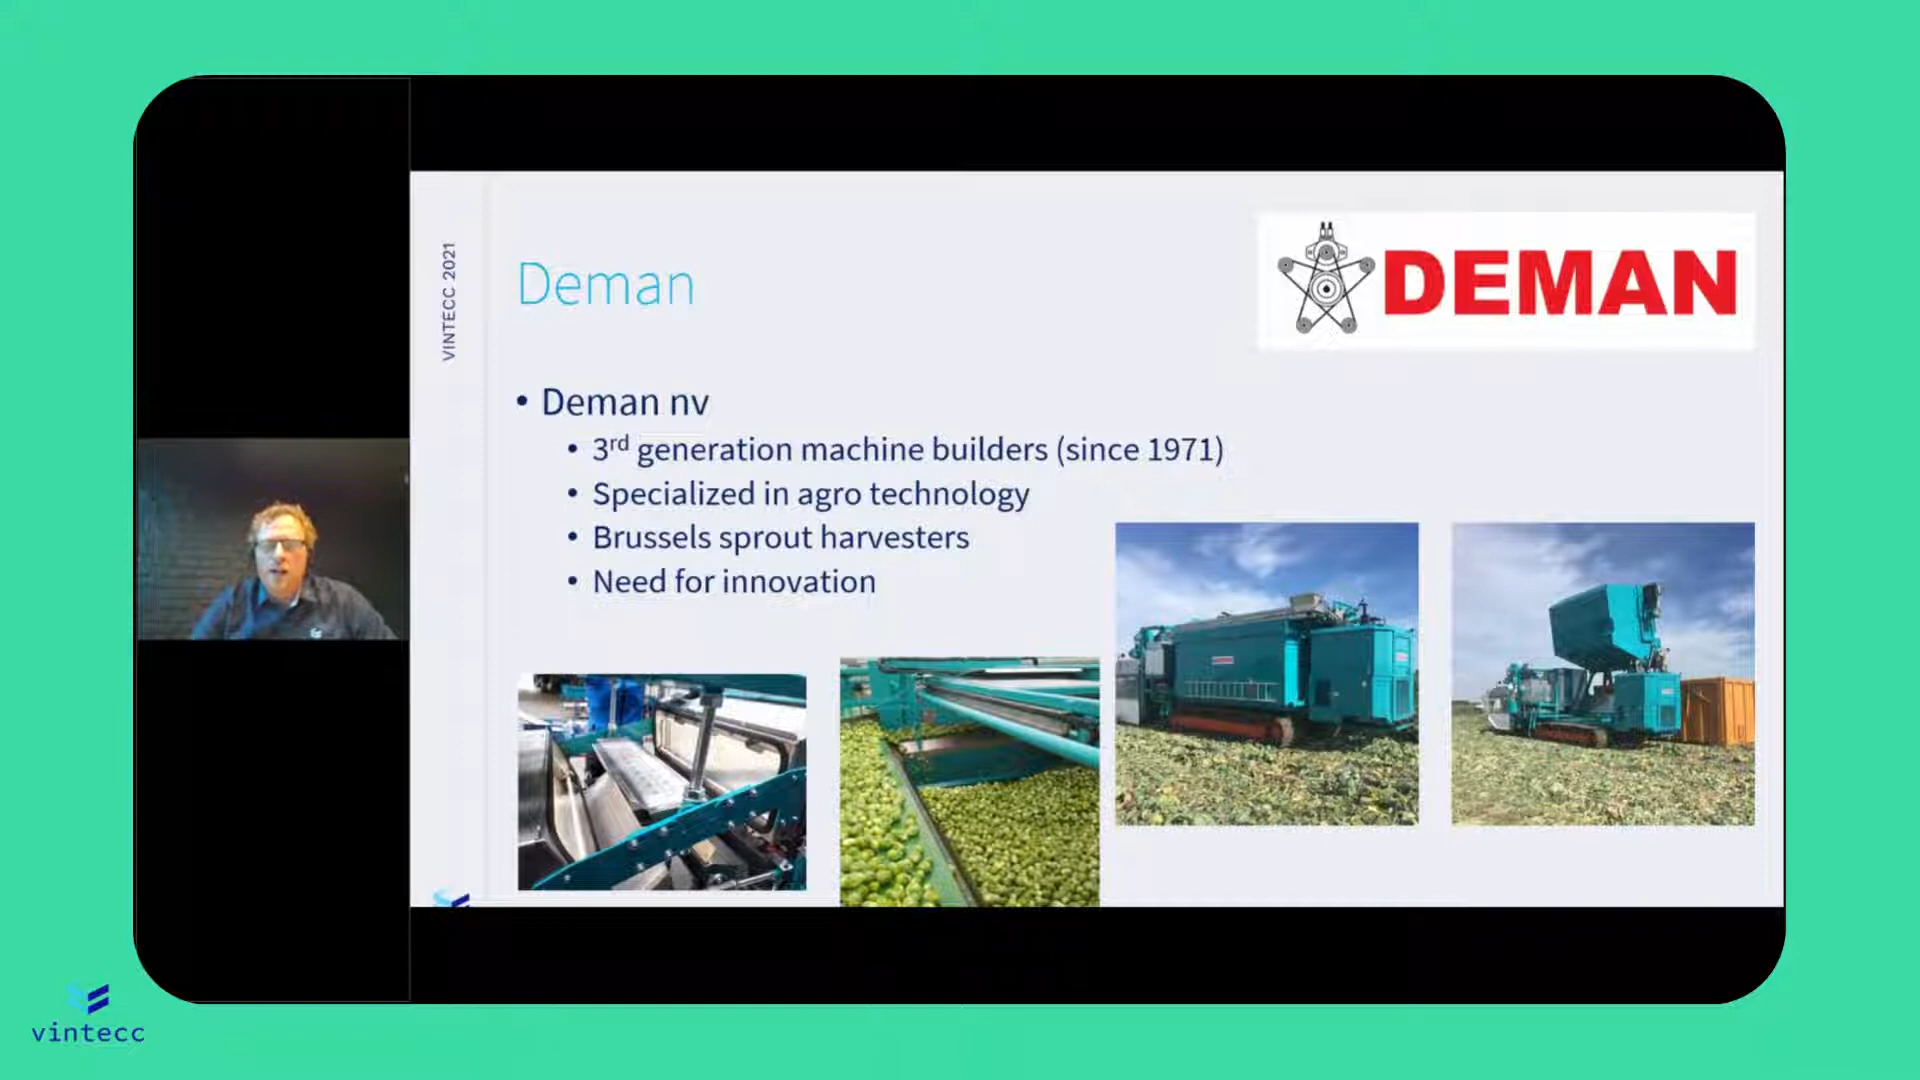 VINTECC 2021
Deman
DEMAN
• Deman nv
• 3rd generation machine builders (since 1971)
• Specialized in agro technology
• Brussels sprout harvesters
• Need for innovation
vintecc